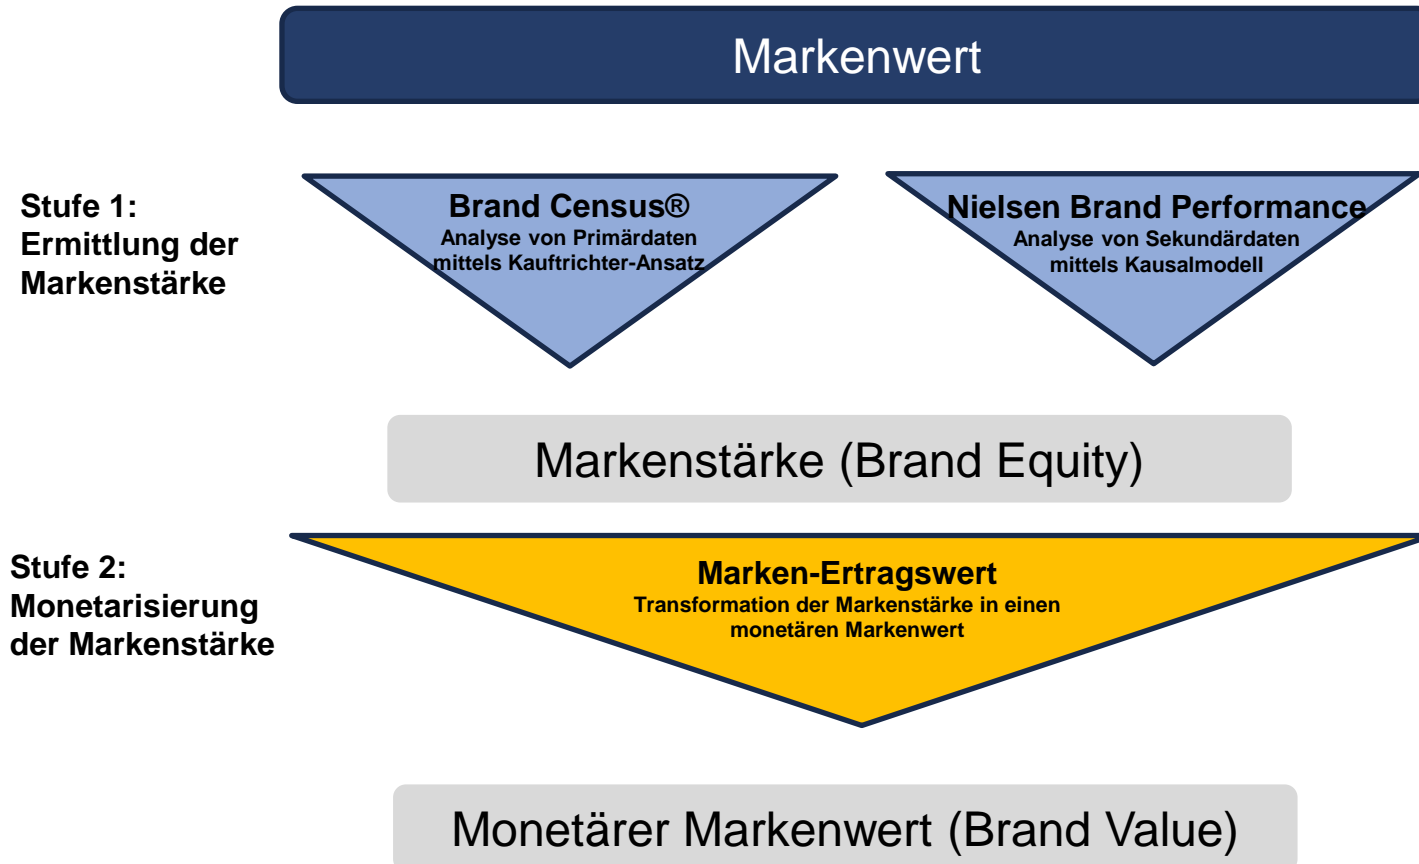 Markenwert
Stufe 1:
Ermittlung der
Markenstärke
Brand Census®
Analyse von Primärdaten
mittels Kauftrichter-Ansatz
Nielsen Brand Performance
Analyse von Sekundärdaten
mittels Kausalmodell
Markenstärke (Brand Equity)
Stufe 2:
Monetarisierung
der Markenstärke
Marken-Ertragswert
Transformation der Markenstärke in einen
monetären Markenwert
Monetärer Markenwert (Brand Value)